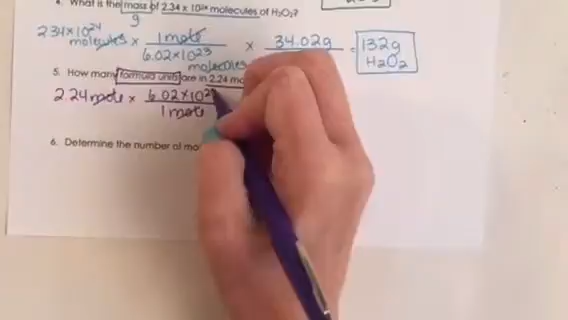 4. What is the mass of 2.34 x 10²⁴ molecules of H₂O₂?
g
2.34×10²⁴ molecules × 1 mole × 34.02g = 132g H₂O₂
6.02×10²³ molecules
5. How many formula units are in 2.24 mo
2.24 mole × 6.02×10²³
1 mole
6. Determine the number of mo